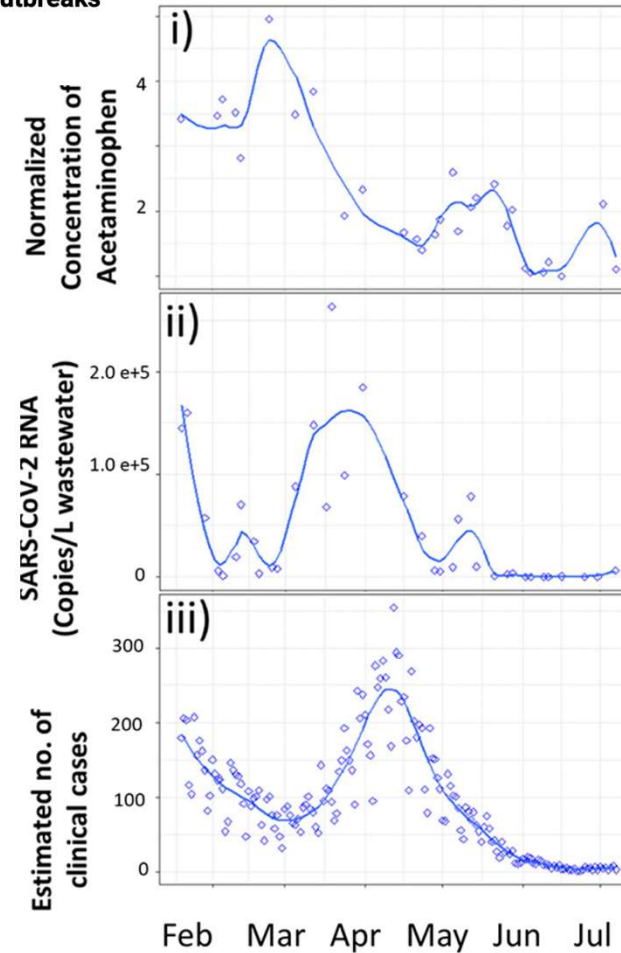 utbreaks
i)
Normalized
Concentration of
Acetaminophen
4
2
ii)
SARS-CoV-2 RNA
(Copies/L wastewater)
2.0 e+5
1.0 e+5
0
iii)
Estimated no. of
clinical cases
300
200
100
0
Feb Mar Apr May Jun Jul